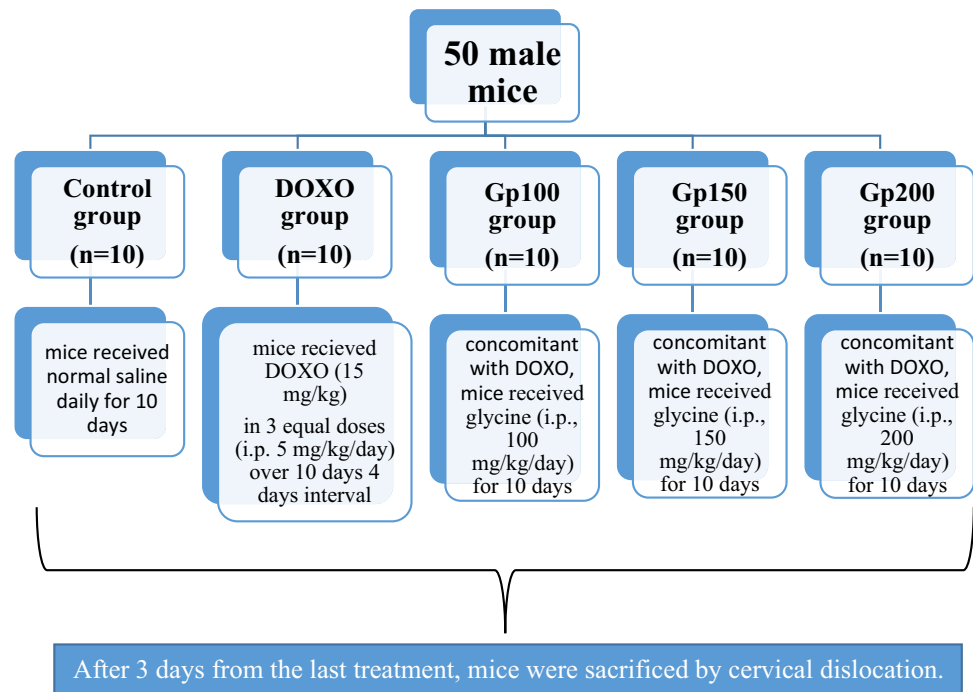 50 male
mice
Control
group
(n=10)
DOXO
group
(n=10)
Gp100
group
(n=10)
Gp150
group
(n=10)
Gp200
group
(n=10)
mice received
normal saline
daily for 10
days
mice recieved
DOXO (15
mg/kg)
in 3 equal doses
(i.p. 5 mg/kg/day)
over 10 days 4
days interval
concomitant
with DOXO,
mice received
glycine (i.p.,
100
mg/kg/day)
for 10 days
concomitant
with DOXO,
mice received
glycine (i.p.,
150
mg/kg/day)
for 10 days
concomitant
with DOXO,
mice received
glycine (i.p.,
200
mg/kg/day)
for 10 days
After 3 days from the last treatment, mice were sacrificed by cervical dislocation.